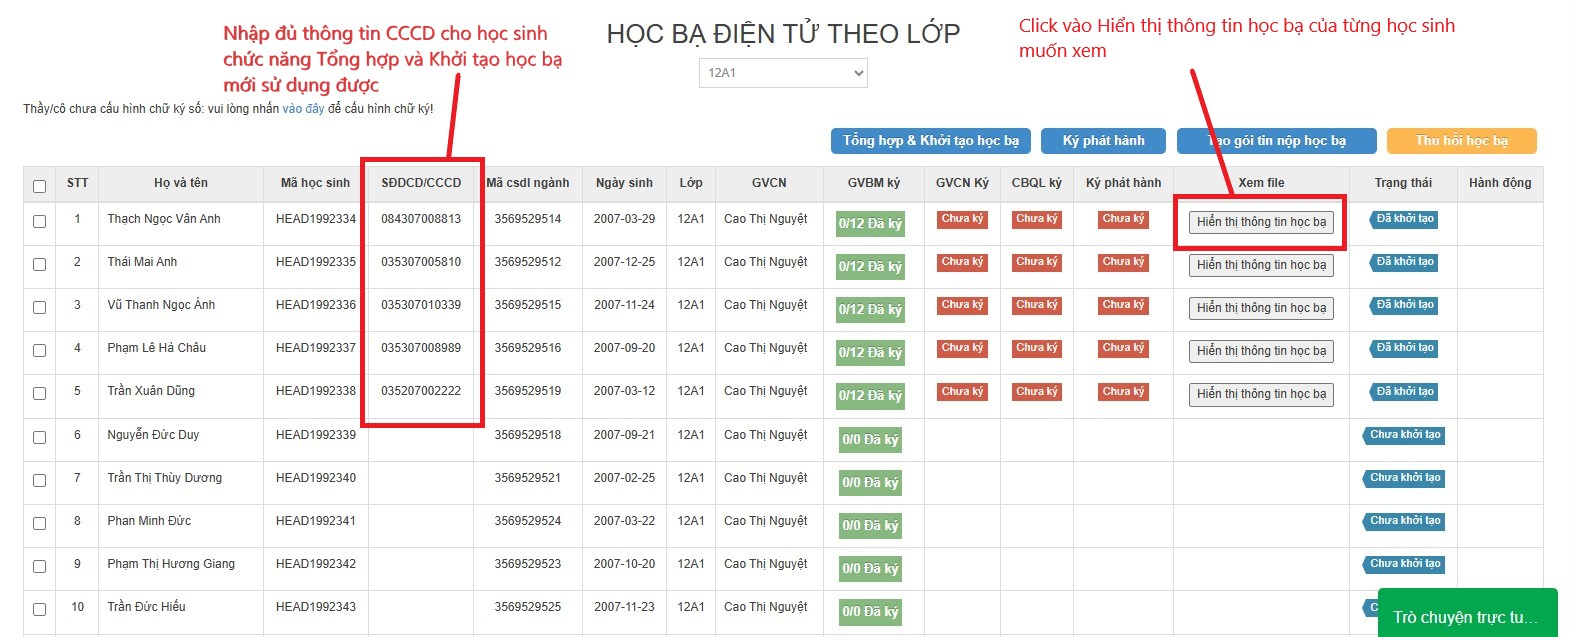 Nhập đủ thông tin CCCD cho học sinh
chức năng Tổng hợp và Khởi tạo học bạ
mới sử dụng được
HỌC BẠ ĐIỆN TỬ THEO LỚP
12A1
Click vào Hiển thị thông tin học bạ của từng học sinh
muốn xem
Thầy/cô chưa cấu hình chữ ký số: vui lòng nhấn vào đây để cấu hình chữ ký!
Tổng hợp & Khởi tạo học bạ Ký phát hành Tạo gói tin nộp học bạ Thu hồi học bạ
STT Họ và tên Mã học sinh SĐDCD/CCCD Mã csdl ngành Ngày sinh Lớp GVCN GVBM ký GVCN Ký CBQL ký Ký phát hành Xem file Trạng thái Hành động
1 Thạch Ngọc Vân Anh HEAD1992334 084307008813 3569529514 2007-03-29 12A1 Cao Thị Nguyệt 0/12 Đã ký Chưa ký Chưa ký Chưa ký Hiển thị thông tin học bạ Đã khởi tạo
2 Thái Mai Anh HEAD1992335 035307005810 3569529512 2007-12-25 12A1 Cao Thị Nguyệt 0/12 Đã ký Chưa ký Chưa ký Chưa ký Hiển thị thông tin học bạ Đã khởi tạo
3 Vũ Thanh Ngọc Ánh HEAD1992336 035307010339 3569529515 2007-11-24 12A1 Cao Thị Nguyệt 0/12 Đã ký Chưa ký Chưa ký Chưa ký Hiển thị thông tin học bạ Đã khởi tạo
4 Phạm Lê Hà Châu HEAD1992337 035307008989 3569529516 2007-09-20 12A1 Cao Thị Nguyệt 0/12 Đã ký Chưa ký Chưa ký Chưa ký Hiển thị thông tin học bạ Đã khởi tạo
5 Trần Xuân Dũng HEAD1992338 035207002222 3569529519 2007-03-12 12A1 Cao Thị Nguyệt 0/12 Đã ký Chưa ký Chưa ký Chưa ký Hiển thị thông tin học bạ Đã khởi tạo
6 Nguyễn Đức Duy HEAD1992339 3569529518 2007-09-21 12A1 Cao Thị Nguyệt 0/0 Đã ký Chưa khởi tạo
7 Trần Thị Thùy Dương HEAD1992340 3569529521 2007-02-25 12A1 Cao Thị Nguyệt 0/0 Đã ký Chưa khởi tạo
8 Phan Minh Đức HEAD1992341 3569529524 2007-03-22 12A1 Cao Thị Nguyệt 0/0 Đã ký Chưa khởi tạo
9 Phạm Thị Hương Giang HEAD1992342 3569529523 2007-10-20 12A1 Cao Thị Nguyệt 0/0 Đã ký Chưa khởi tạo
10 Trần Đức Hiếu HEAD1992343 3569529525 2007-11-23 12A1 Cao Thị Nguyệt 0/0 Đã ký
Trò chuyện trực tu...